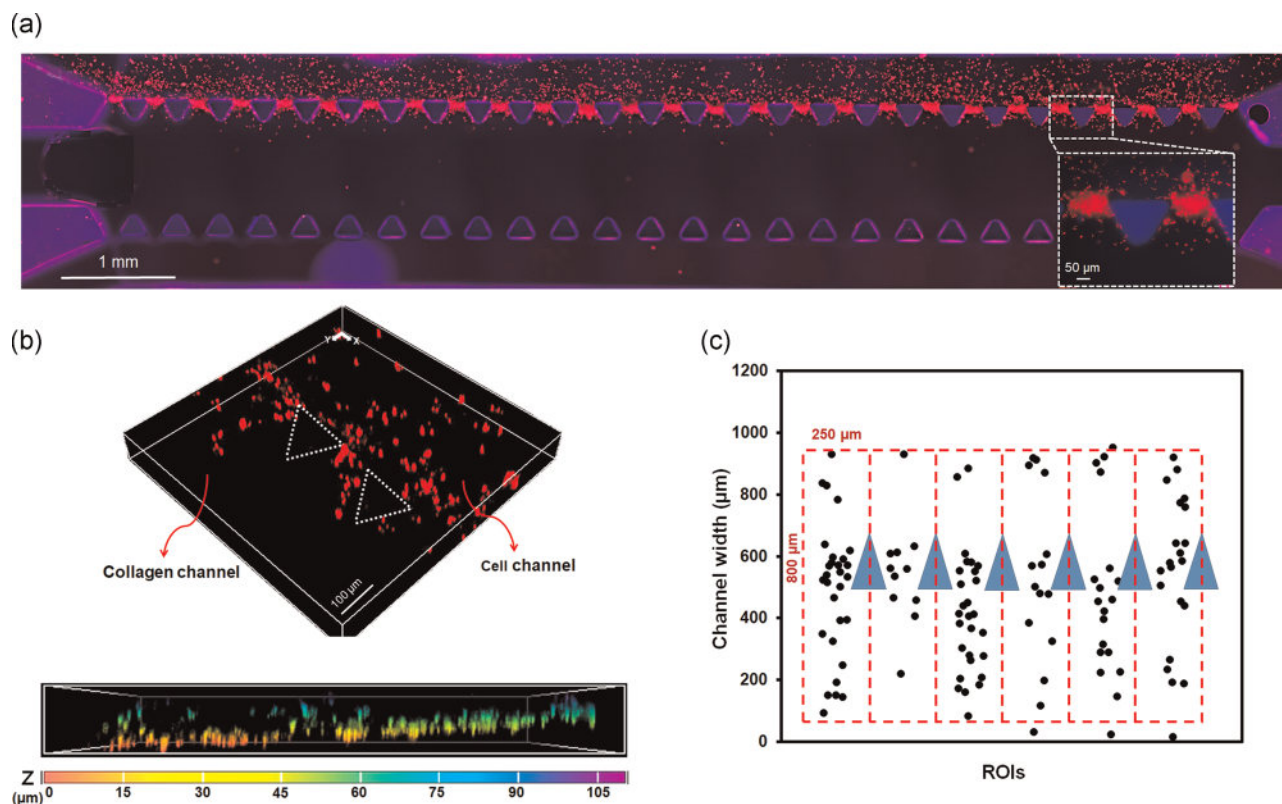 (a)
1 mm
50 µm
(b)
Y X
Collagen channel
Cell channel
100 µm
Z
(µm)
0 15 30 45 60 75 90 105
(c)
1200
1000
800
600
400
200
0
Channel width (µm)
250 µm
800 µm
ROIs